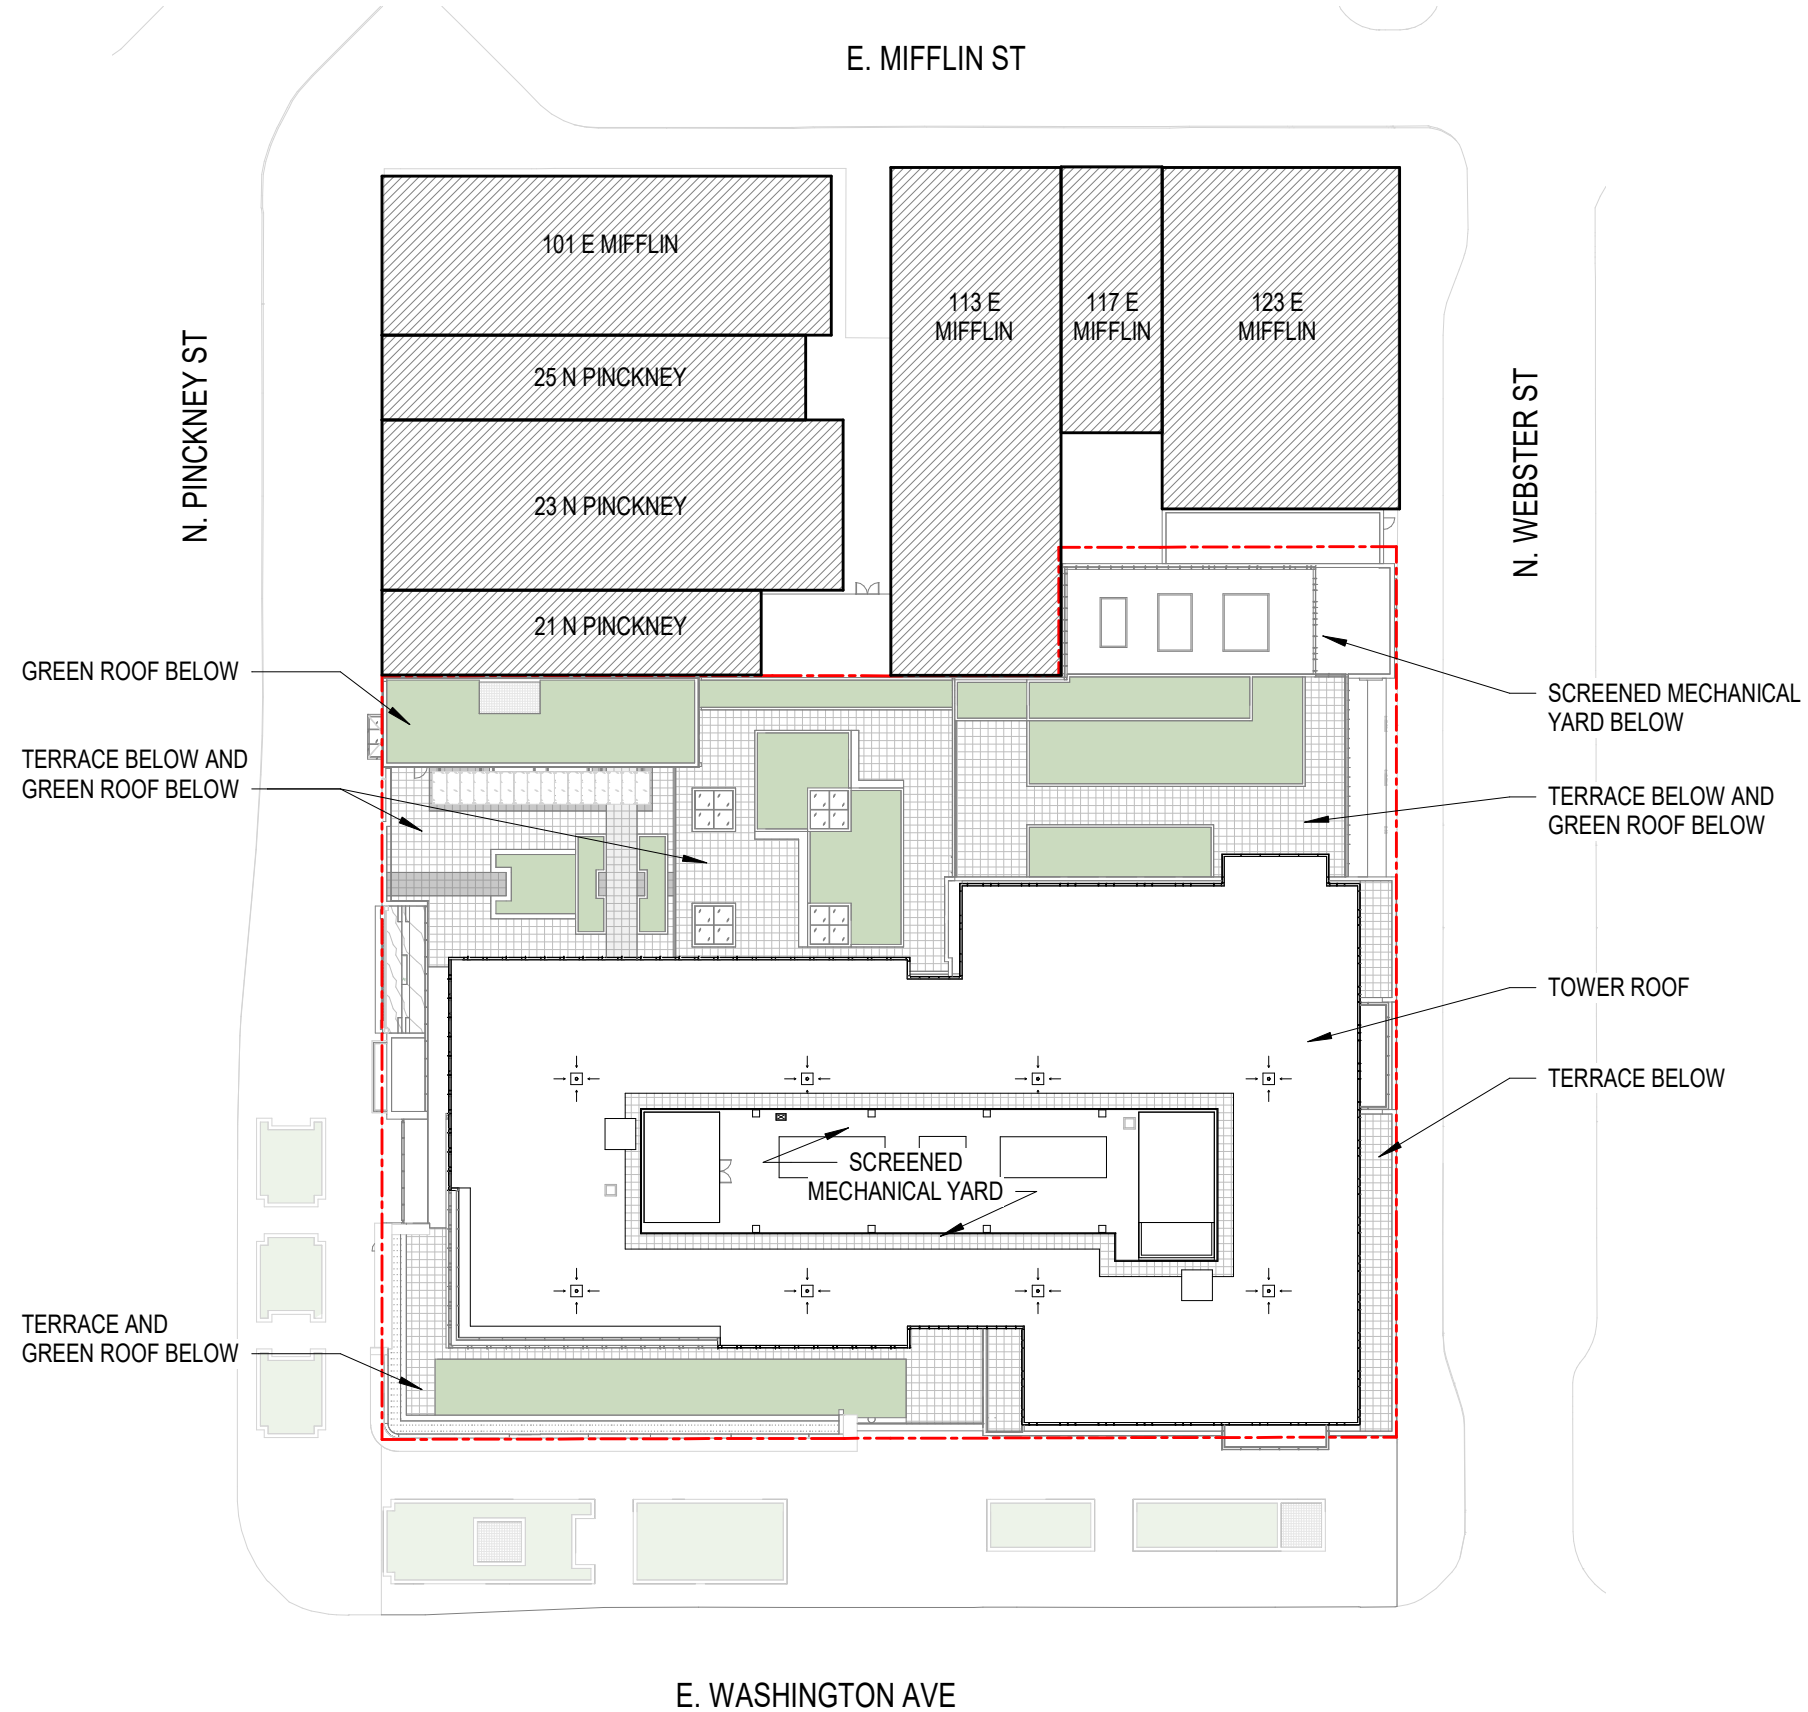 E. MIFFLIN ST
101 E MIFFLIN
113 E
MIFFLIN
117 E
MIFFLIN
123 E
MIFFLIN
25 N PINCKNEY
N. PINCKNEY ST
N. WEBSTER ST
23 N PINCKNEY
21 N PINCKNEY
GREEN ROOF BELOW
SCREENED MECHANICAL
YARD BELOW
TERRACE BELOW AND
GREEN ROOF BELOW
TERRACE BELOW AND
GREEN ROOF BELOW
TOWER ROOF
TERRACE BELOW
SCREENED
MECHANICAL YARD
TERRACE AND
GREEN ROOF BELOW
E. WASHINGTON AVE